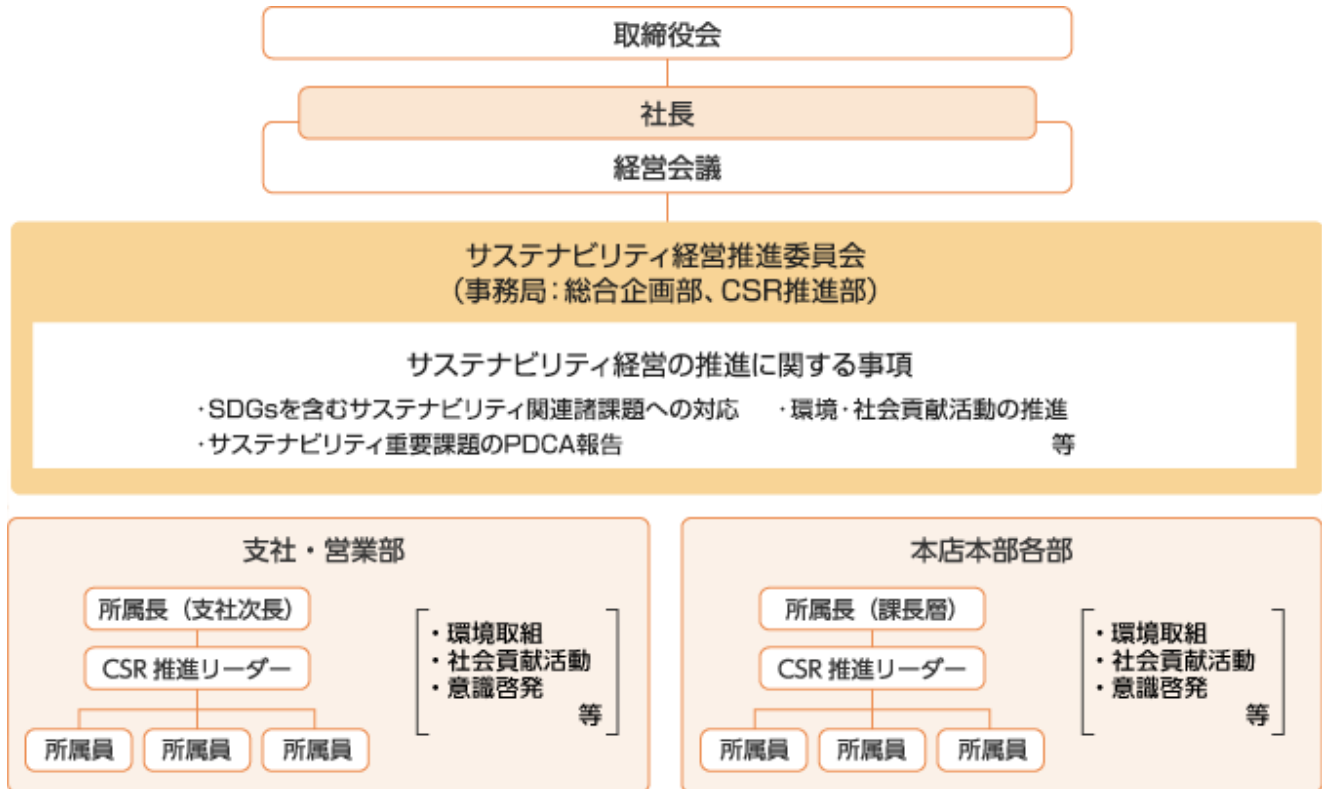 取締役会
社長
経営会議
サステナビリティ経営推進委員会
（事務局：総合企画部、CSR推進部）
サステナビリティ経営の推進に関する事項
・SDGsを含むサステナビリティ関連諸課題への対応　・環境・社会貢献活動の推進
・サステナビリティ重要課題のPDCA報告　等
支社・営業部
所属長（支社次長）
CSR 推進リーダー
所属員　所属員　所属員
・環境取組
・社会貢献活動
・意識啓発
等
本店本部各部
所属長（課長層）
CSR 推進リーダー
所属員　所属員　所属員
・環境取組
・社会貢献活動
・意識啓発
等